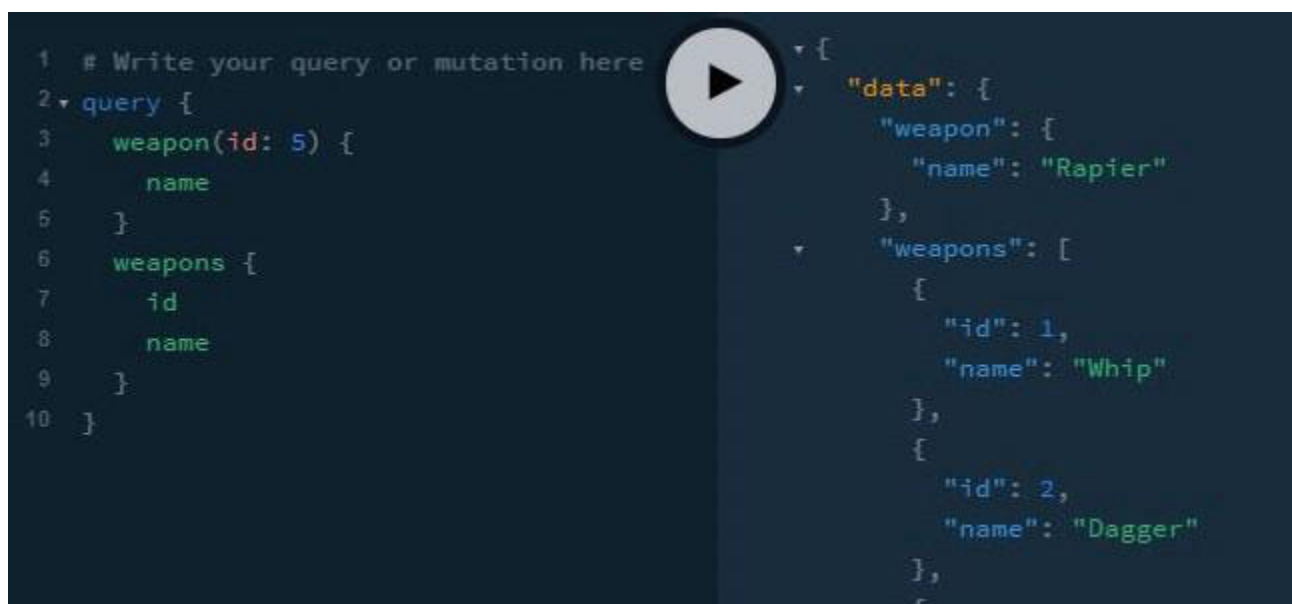 1 # Write your query or mutation here
2 query {
3 weapon(id: 5) {
4 name
5 }
6 weapons {
7 id
8 name
9 }
10 }
{
"data": {
"weapon": {
"name": "Rapier"
},
"weapons": [
{
"id": 1,
"name": "Whip"
},
{
"id": 2,
"name": "Dagger"
},
{